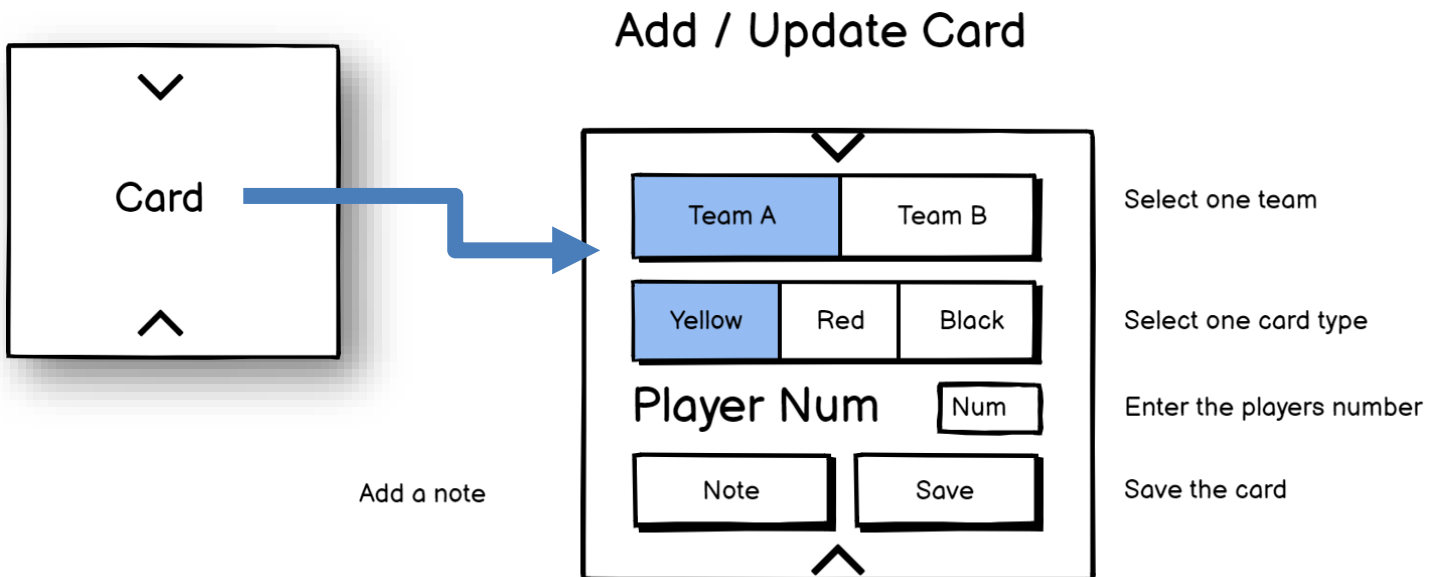 Add / Update Card
Card
Team A
Team B
Select one team
Yellow
Red
Black
Select one card type
Player Num
Num
Enter the players number
Add a note
Note
Save
Save the card